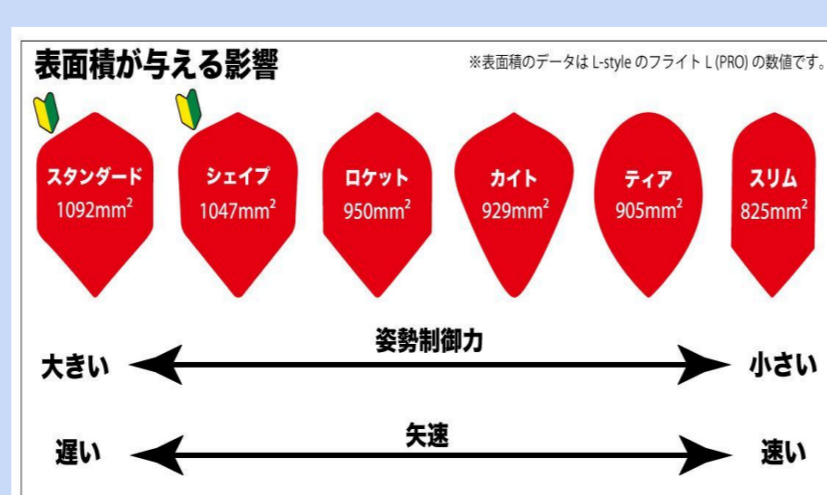 表面積が与える影響
※表面積のデータは L-style のフライト L (PRO) の数値です。
スタンダード
1092mm²
シェイプ
1047mm²
ロケット
950mm²
カイト
929mm²
ティア
905mm²
スリム
825mm²
姿勢制御力
大きい
小さい
矢速
遅い
速い